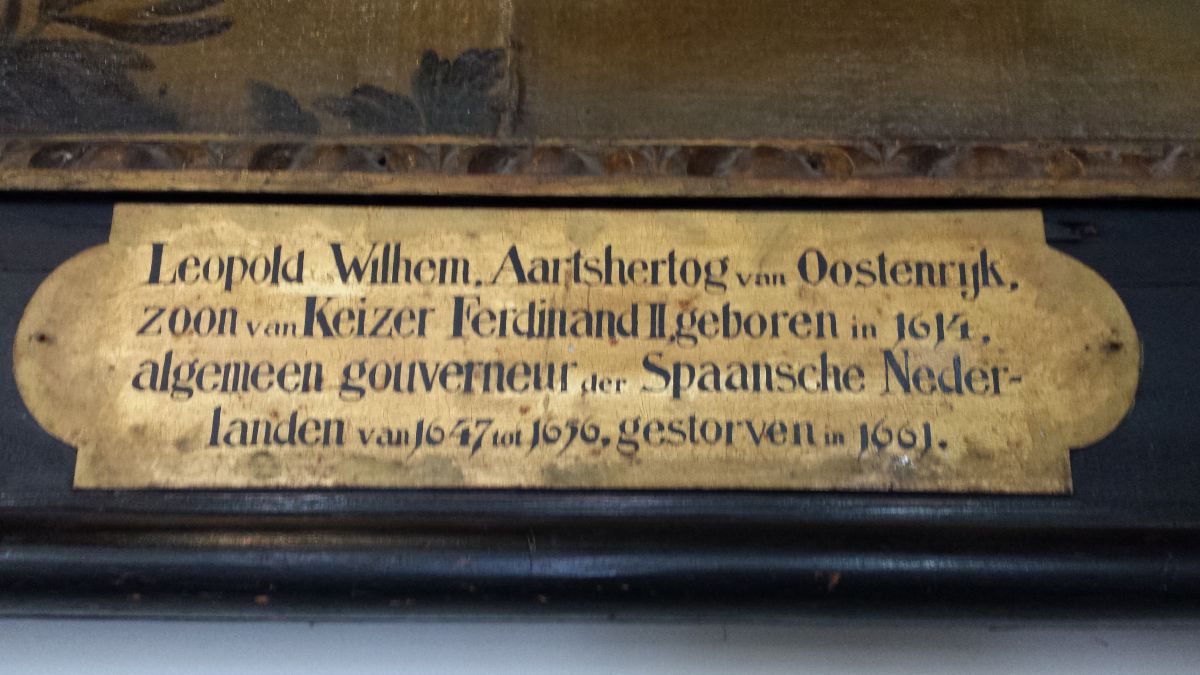 Leopold Wilhem, Aartshertog van Oostenrijk,
zoon van Keizer Ferdinand II, geboren in 1614,
algemeen gouverneur der Spaansche Neder-
landen van 1647 tot 1656, gestorven in 1661.